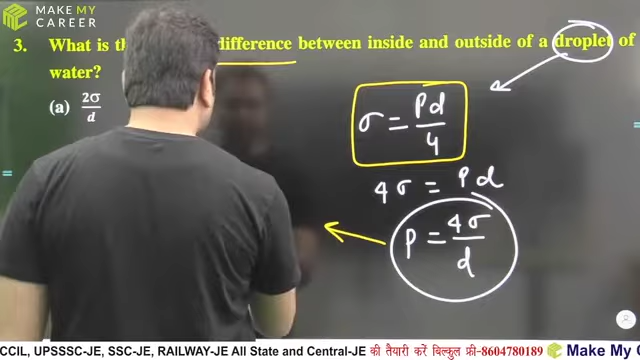 MAKE MY
CAREER
3. What is th difference between inside and outside of a droplet of
water?
(a) 2σ/d
σ = Pd/4
4σ = Pd
P = 4σ/d
CCIL, UPSSSC-JE, SSC-JE, RAILWAY-JE All State and Central-JE की तैयारी करें बिल्कुल फ्री-8604780189
Make My